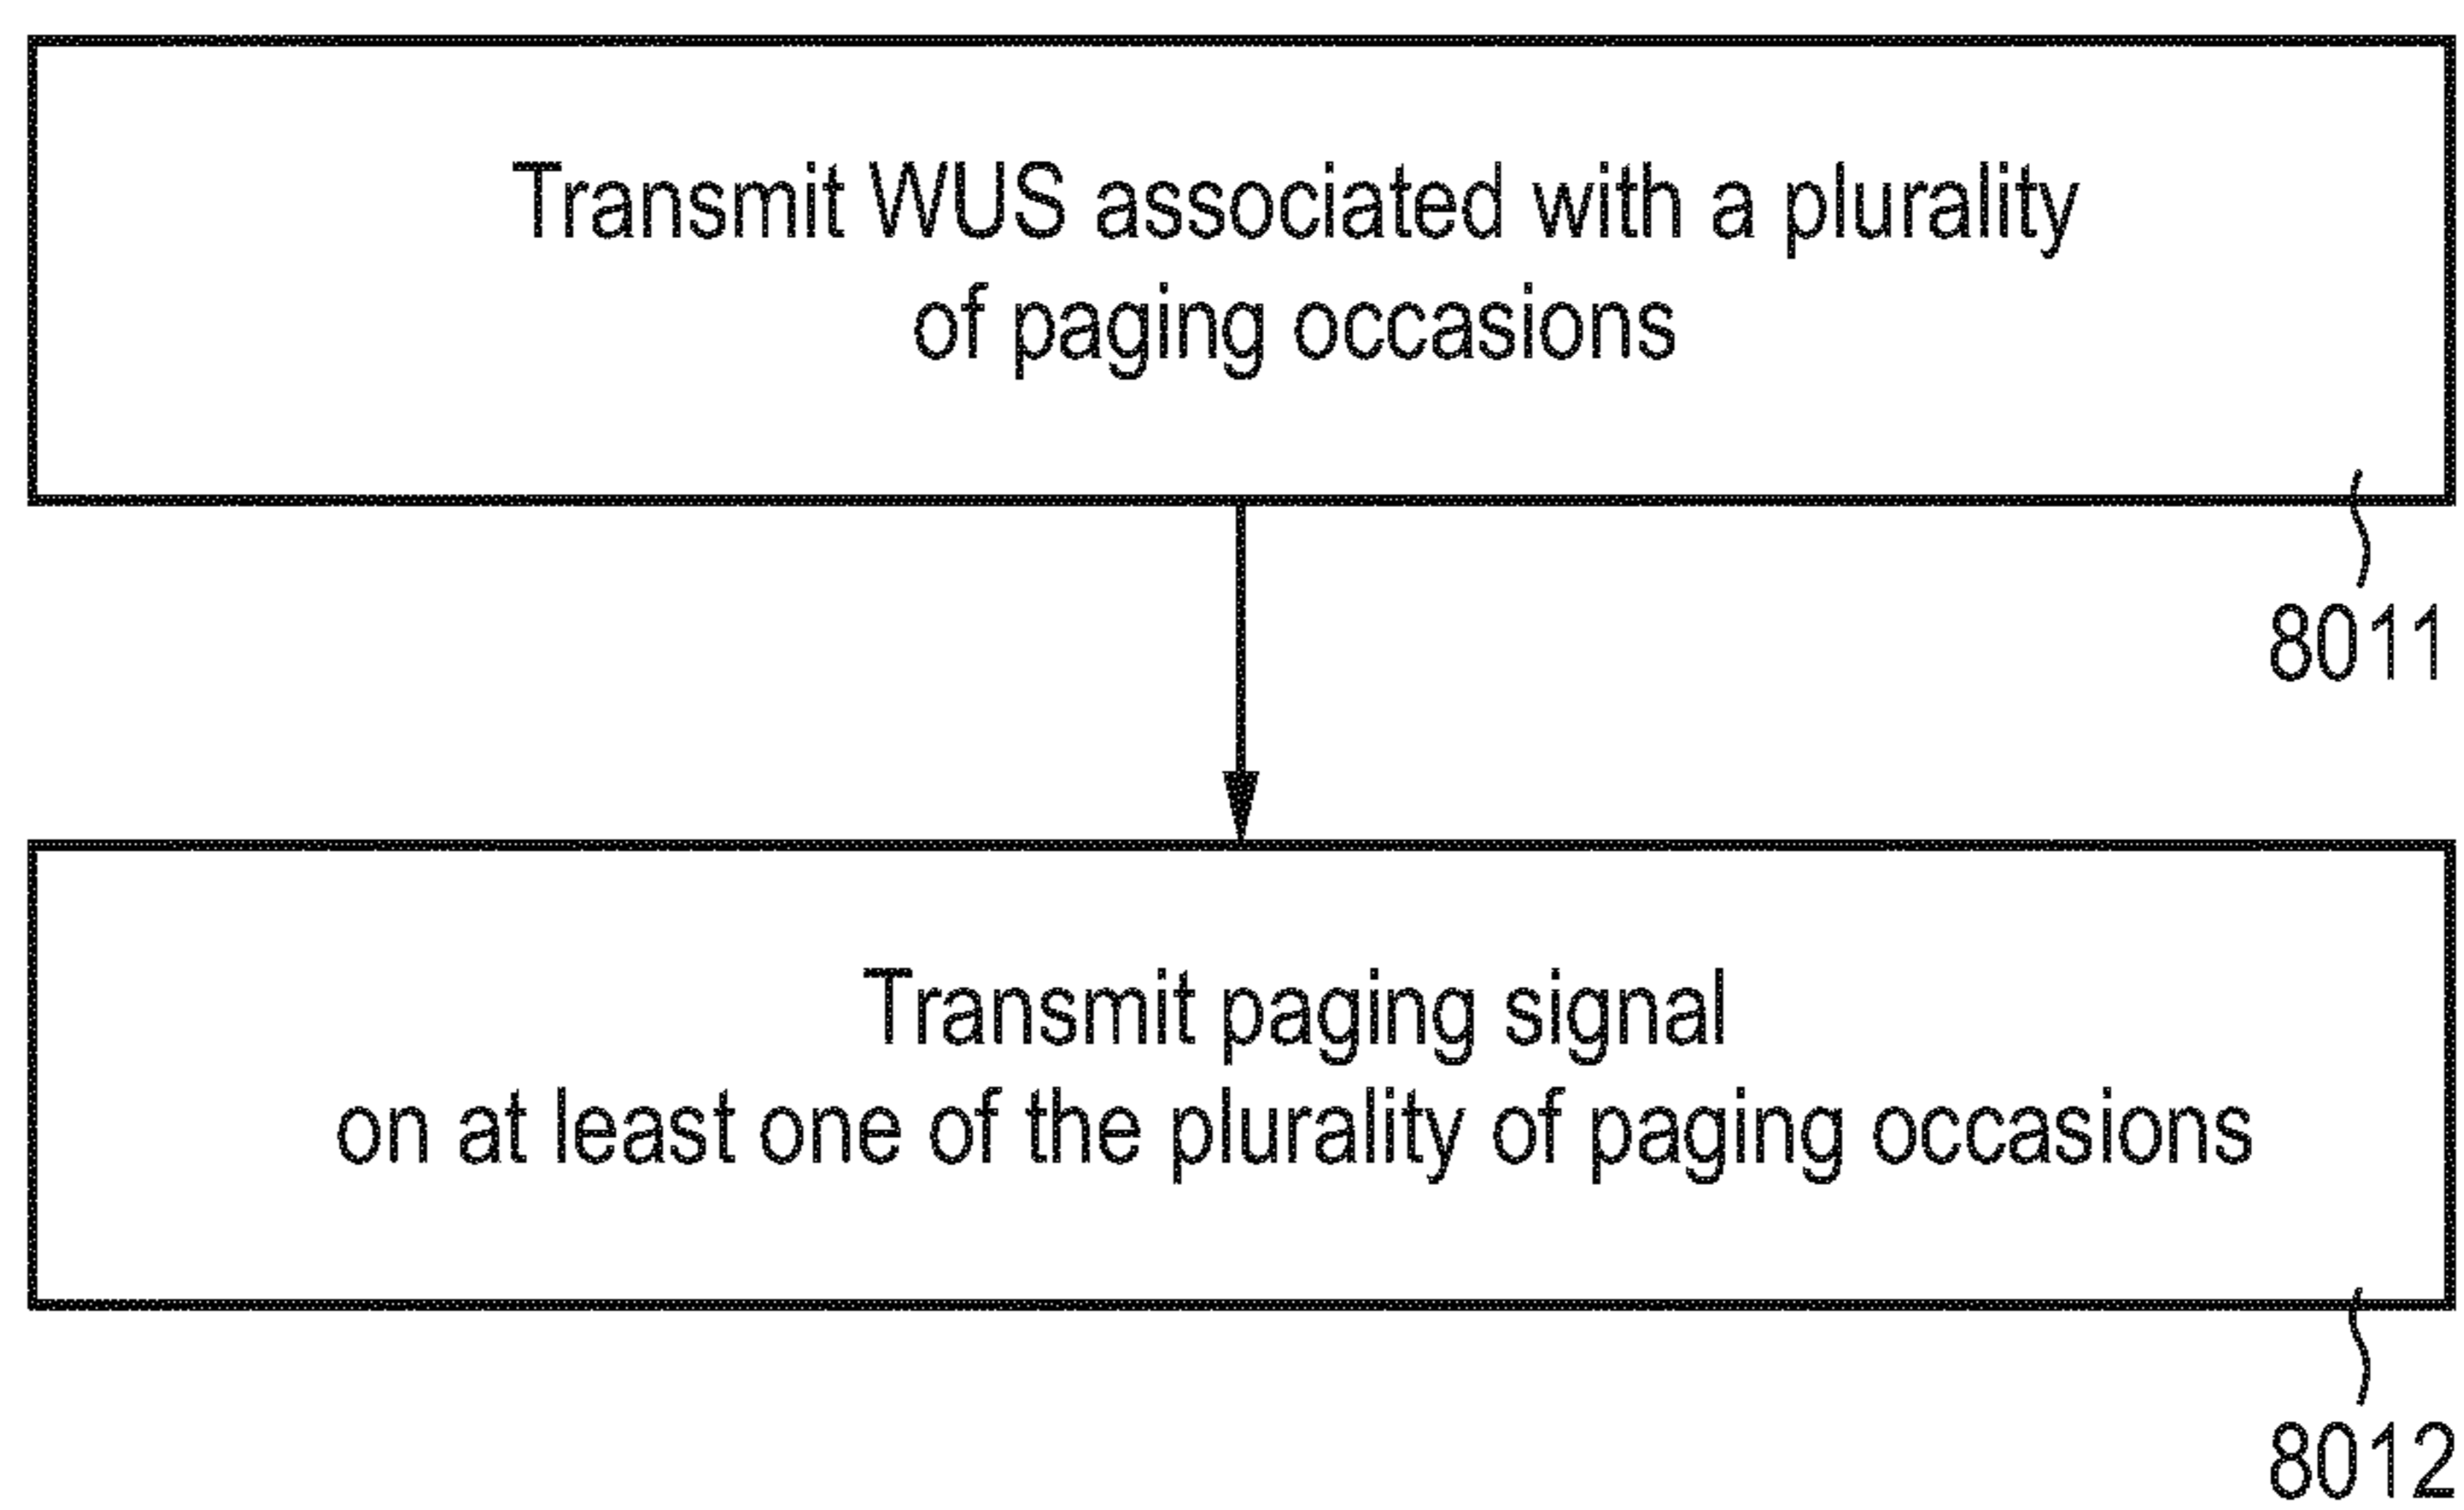 Transmit WUS associated with a plurality
of paging occasions
8011
Transmit paging signal
on at least one of the plurality of paging occasions
8012